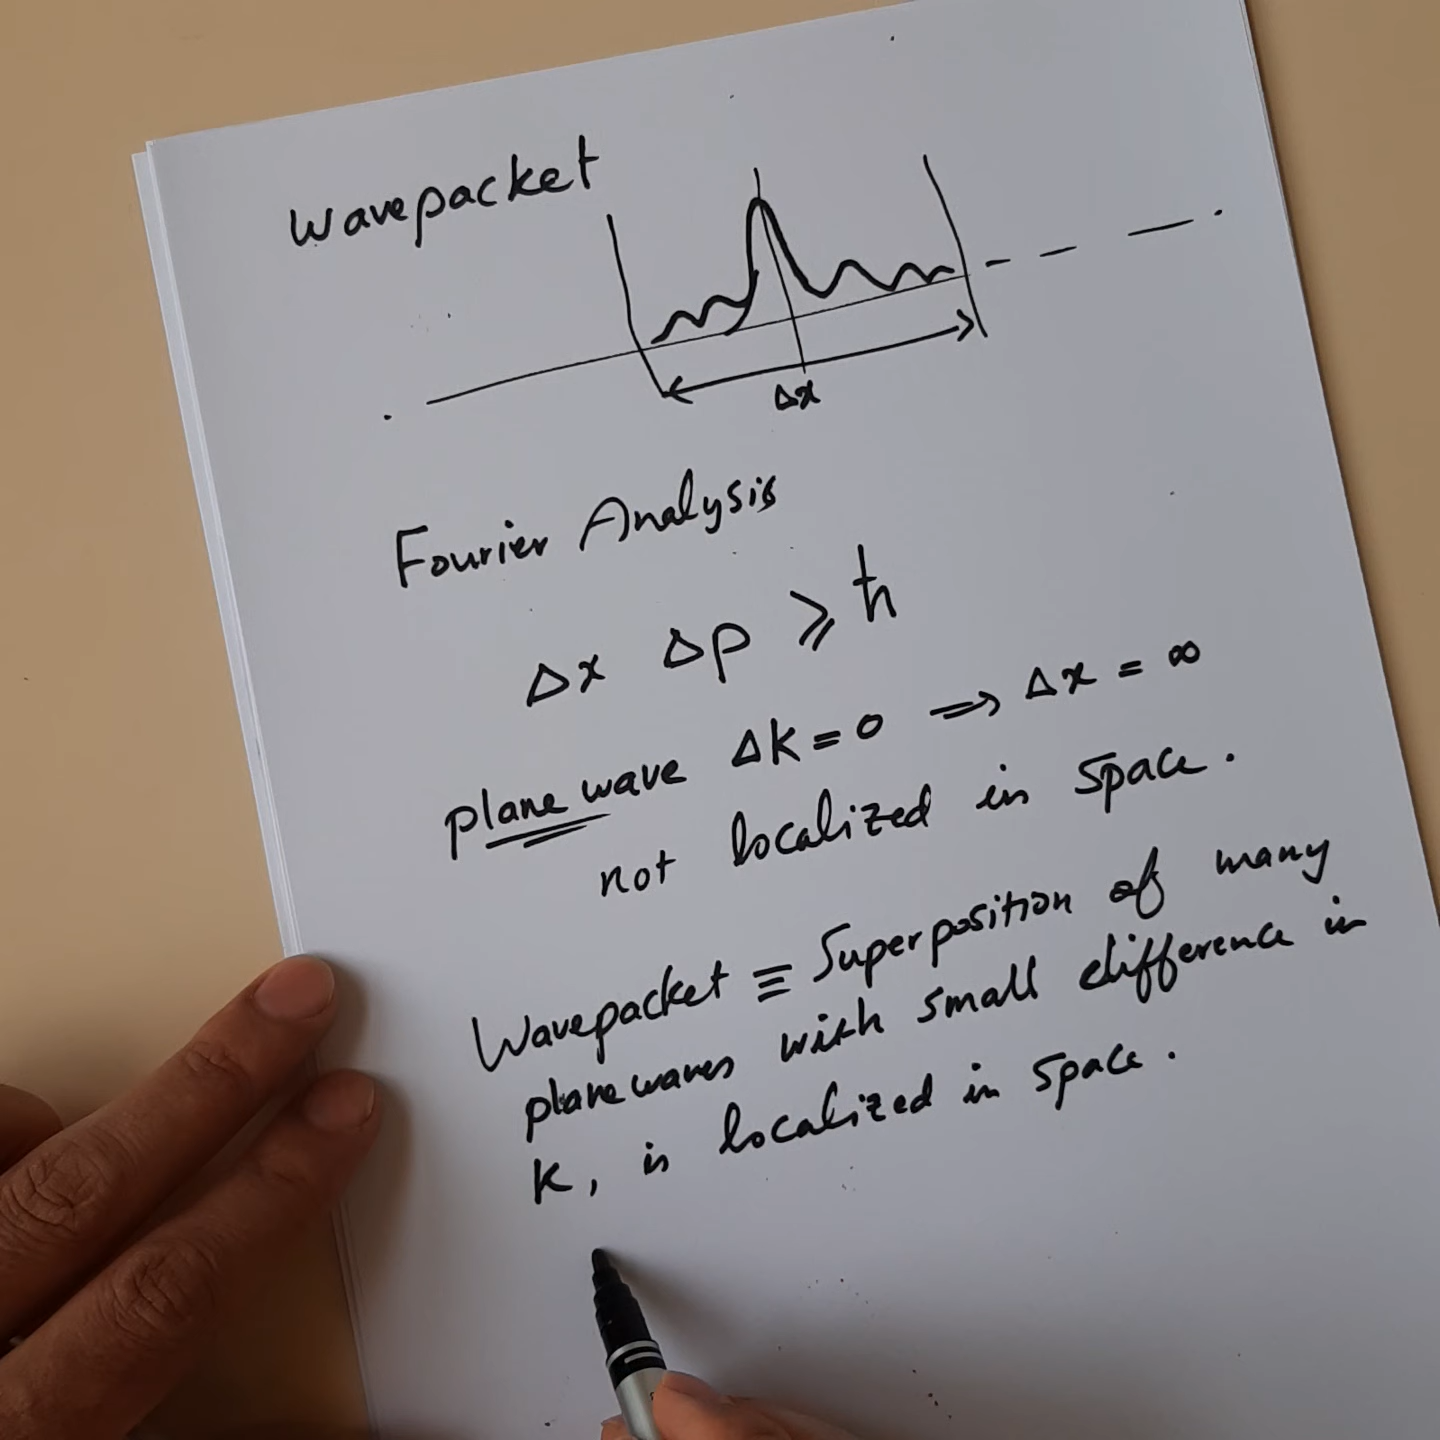 Wavepacket
Δx
Fourier Analysis
Δx Δp ⩾ ħ
plane wave Δk = 0 ⟹ Δx = ∞
not localized in space.
Wavepacket ≡ Superposition of many
plane waves with small difference in
k, is localized in space.